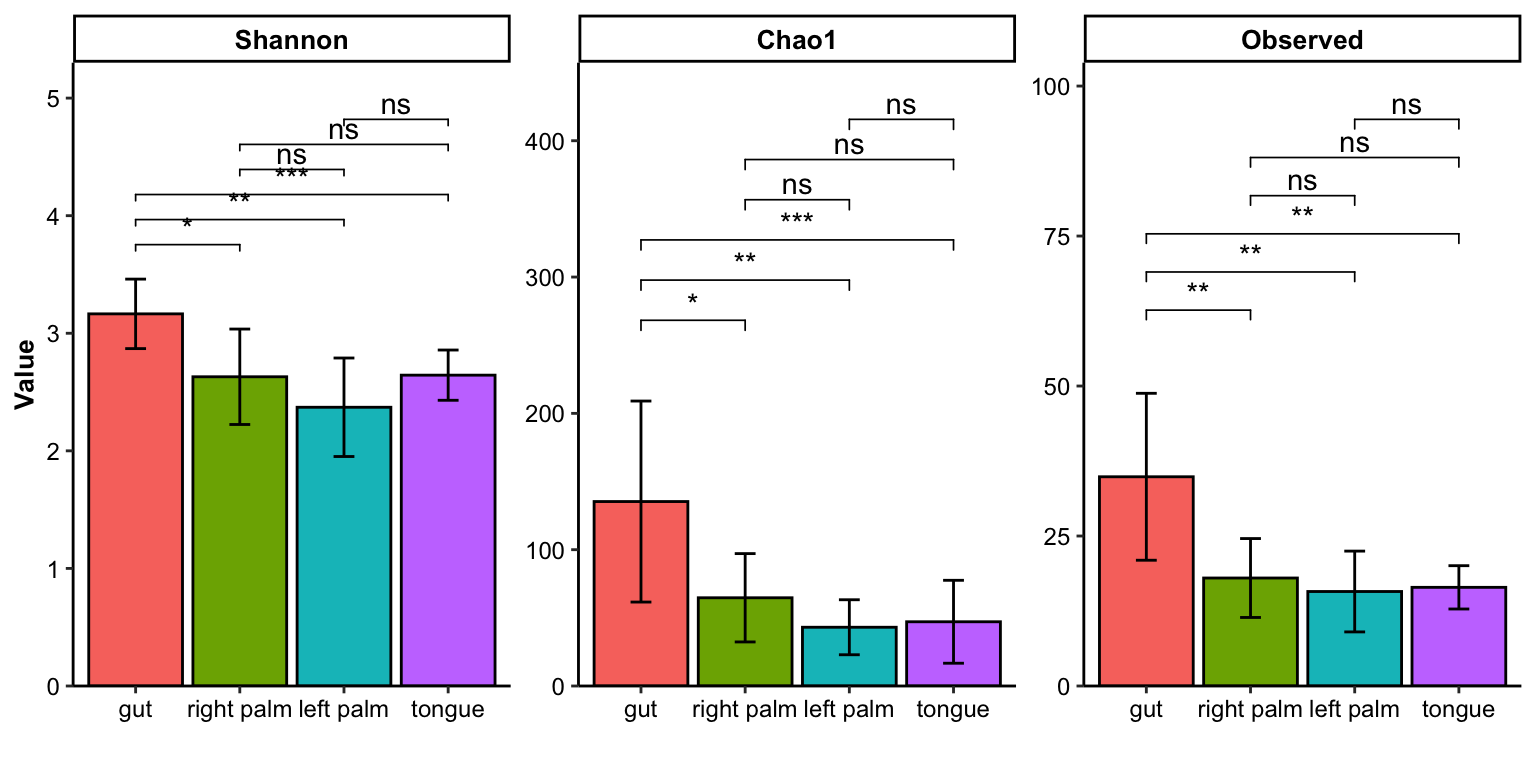 Shannon
Chao1
Observed
Value
5
4
3
2
1
0
ns
ns
ns
***
**
*
gut
right palm
left palm
tongue
400
300
200
100
0
ns
ns
ns
***
**
*
gut
right palm
left palm
tongue
100
75
50
25
0
ns
ns
ns
**
**
**
gut
right palm
left palm
tongue